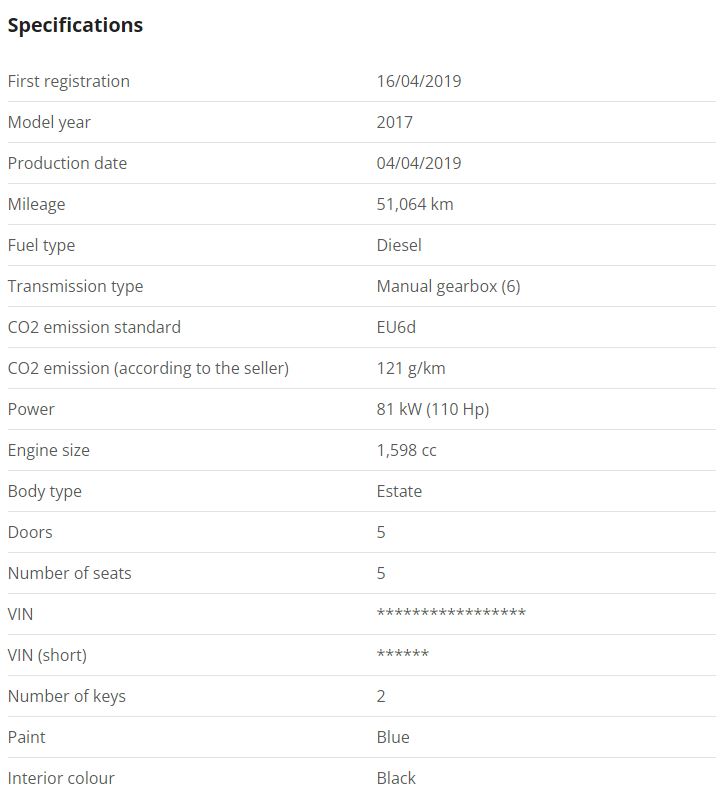 Specifications
First registration 16/04/2019
Model year 2017
Production date 04/04/2019
Mileage 51,064 km
Fuel type Diesel
Transmission type Manual gearbox (6)
CO2 emission standard EU6d
CO2 emission (according to the seller) 121 g/km
Power 81 kW (110 Hp)
Engine size 1,598 cc
Body type Estate
Doors 5
Number of seats 5
VIN *****************
VIN (short) ******
Number of keys 2
Paint Blue
Interior colour Black